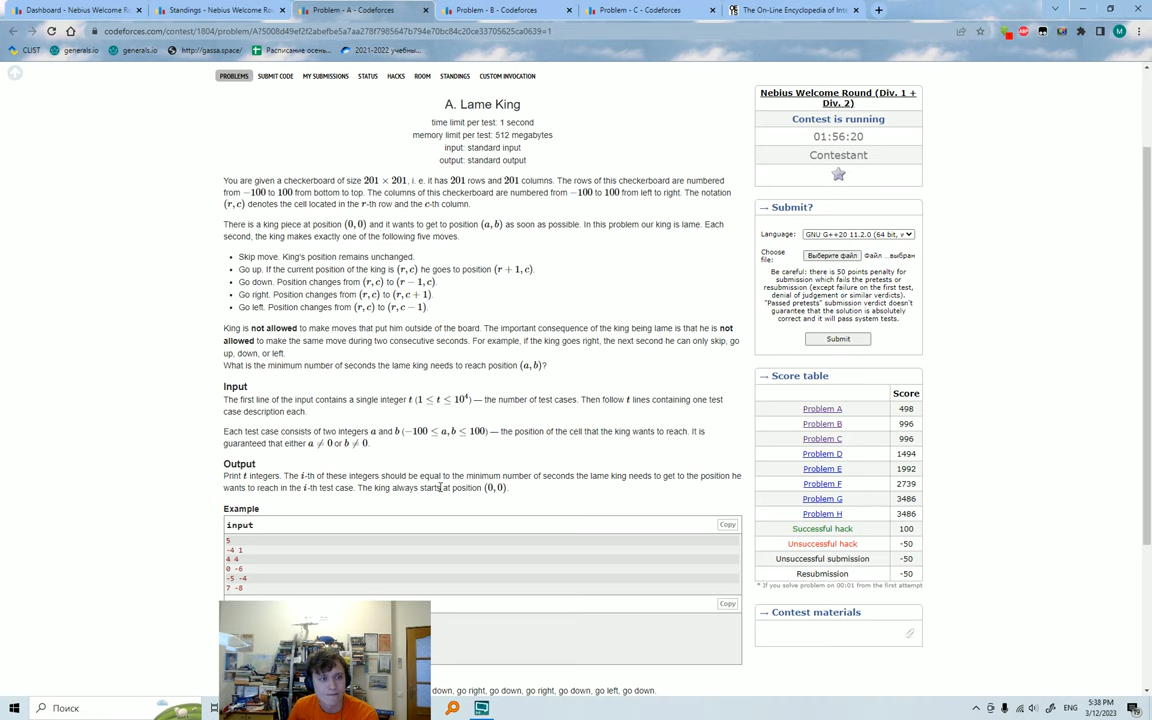 Dashboard - Nebius Welcome Ro
Standings - Nebius Welcome Roun
Problem - A - Codeforces
Problem - B - Codeforces
Problem - C - Codeforces
The On-Line Encyclopedia of Inte
codeforces.com/contest/1804/problem/A?
CLIST generals.io generals.io http://gassa.space/ Расписание осень... 2021-2022 учебны...
PROBLEMS SUBMIT CODE MY SUBMISSIONS STATUS HACKS ROOM STANDINGS CUSTOM INVOCATION
A. Lame King
time limit per test: 1 second
memory limit per test: 512 megabytes
input: standard input
output: standard output
You are given a checkerboard of size 201 × 201, i. e. it has 201 rows and 201 columns. The rows of this checkerboard are numbered
from −100 to 100 from bottom to top. The columns of this checkerboard are numbered from −100 to 100 from left to right. The notation
(r, c) denotes the cell located in the r-th row and the c-th column.
There is a king piece at position (0, 0) and it wants to get to position (a, b) as soon as possible. In this problem our king is lame. Each
second, the king makes exactly one of the following five moves.
• Skip move. King's position remains unchanged.
• Go up. If the current position of the king is (r, c) he goes to position (r + 1, c).
• Go down. Position changes from (r, c) to (r − 1, c).
• Go right. Position changes from (r, c) to (r, c + 1).
• Go left. Position changes from (r, c) to (r, c − 1).
King is not allowed to make moves that put him outside of the board. The important consequence of the king being lame is that he is not
allowed to make the same move during two consecutive seconds. For example, if the king goes right, the next second he can only skip, go
up, down, or left.
What is the minimum number of seconds the lame king needs to reach position (a, b)?
Input
The first line of the input contains a single integer t (1 ≤ t ≤ 10⁴) — the number of test cases. Then follow t lines containing one test
case description each.
Each test case consists of two integers a and b (−100 ≤ a, b ≤ 100) — the position of the cell that the king wants to reach. It is
guaranteed that either a ≠ 0 or b ≠ 0.
Output
Print t integers. The i-th of these integers should be equal to the minimum number of seconds the lame king needs to get to the position he
wants to reach in the i-th test case. The king always starts at position (0, 0).
Example
input
Copy
5
-4 1
4 4
0 -6
-5 -4
7 -8
Copy
down, go right, go down, go right, go down, go left, go down.
Nebius Welcome Round (Div. 1 +
Div. 2)
Contest is running
01:56:20
Contestant
→ Submit?
Language: GNU G++20 11.2.0 (64 bit, v
Choose
file: Выберите файл Файл ...выбран
Be careful: there is 50 points penalty for
submission which fails the pretests or
resubmission (except failure on the first test,
denial of judgement or similar verdicts).
"Passed pretests" submission verdict doesn't
guarantee that the solution is absolutely
correct and it will pass system tests.
Submit
→ Score table
Score
Problem A 498
Problem B 996
Problem C 996
Problem D 1494
Problem E 1992
Problem F 2739
Problem G 3486
Problem H 3486
Successful hack 100
Unsuccessful hack -50
Unsuccessful submission -50
Resubmission -50
* If you solve problem on 00:01 from the first attempt
→ Contest materials
Поиск
ENG
5:38 PM
3/12/2023